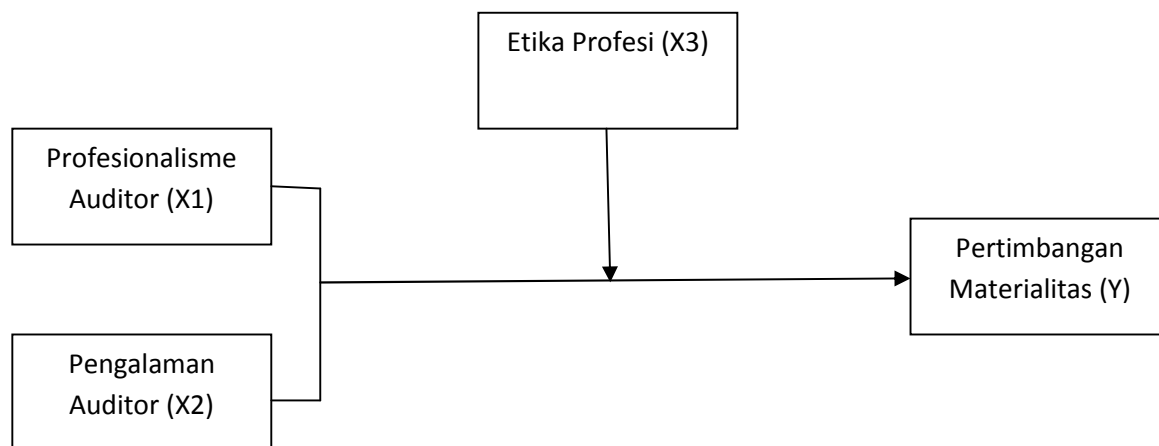 Etika Profesi (X3)
Profesionalisme
Auditor (X1)
Pertimbangan
Materialitas (Y)
Pengalaman
Auditor (X2)